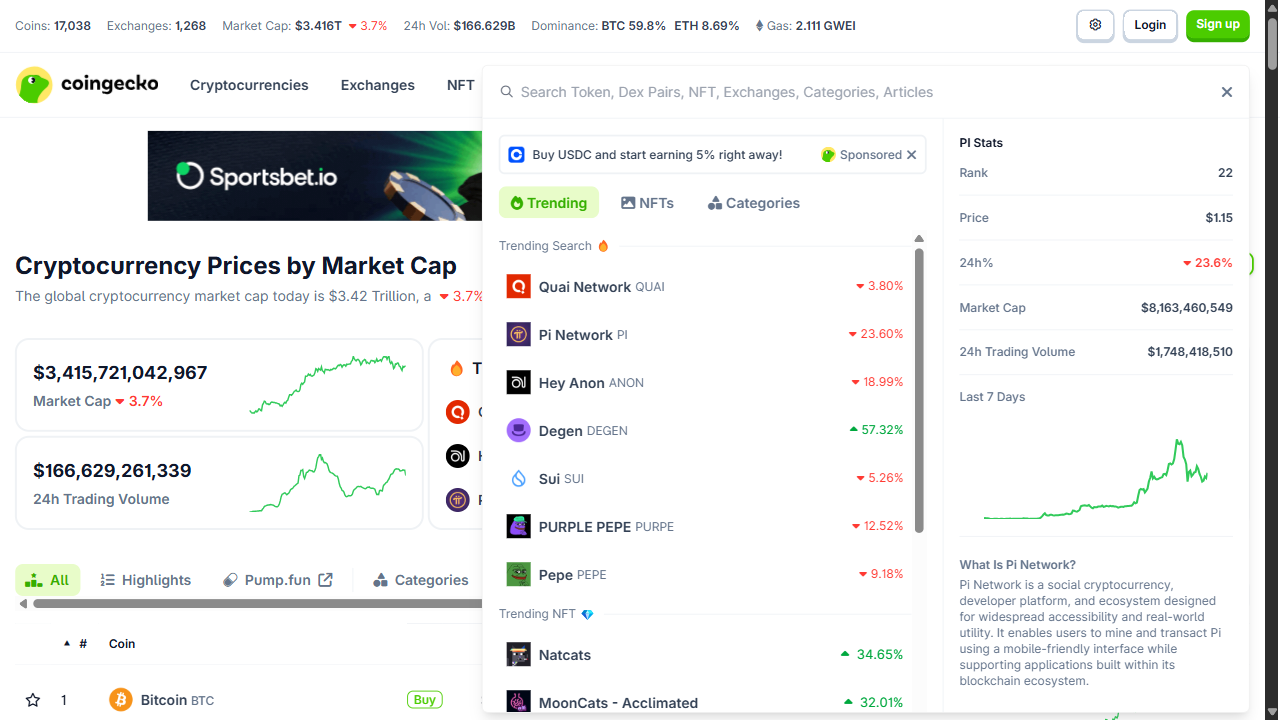 Coins: 17,038 Exchanges: 1,268 Market Cap: $3.416T 3.7% 24h Vol: $166.629B Dominance: BTC 59.8% ETH 8.69% Gas: 2.111 GWEI
Login
Sign up
coingecko
Cryptocurrencies
Exchanges
NFT
Search Token, Dex Pairs, NFT, Exchanges, Categories, Articles
Sportsbet.io
Cryptocurrency Prices by Market Cap
The global cryptocurrency market cap today is $3.42 Trillion, a 3.7%
$3,415,721,042,967
Market Cap 3.7%
$166,629,261,339
24h Trading Volume
All
Highlights
Pump.fun
Categories
#
Coin
1
Bitcoin BTC
Buy
Buy USDC and start earning 5% right away!
Sponsored
Trending
NFTs
Categories
Trending Search
Quai Network QUAI 3.80%
Pi Network PI 23.60%
Hey Anon ANON 18.99%
Degen DEGEN 57.32%
Sui SUI 5.26%
PURPLE PEPE PURPE 12.52%
Pepe PEPE 9.18%
Trending NFT
Natcats 34.65%
MoonCats - Acclimated 32.01%
PI Stats
Rank 22
Price $1.15
24h% 23.6%
Market Cap $8,163,460,549
24h Trading Volume $1,748,418,510
Last 7 Days
What Is Pi Network?
Pi Network is a social cryptocurrency,
developer platform, and ecosystem designed
for widespread accessibility and real-world
utility. It enables users to mine and transact Pi
using a mobile-friendly interface while
supporting applications built within its
blockchain ecosystem.